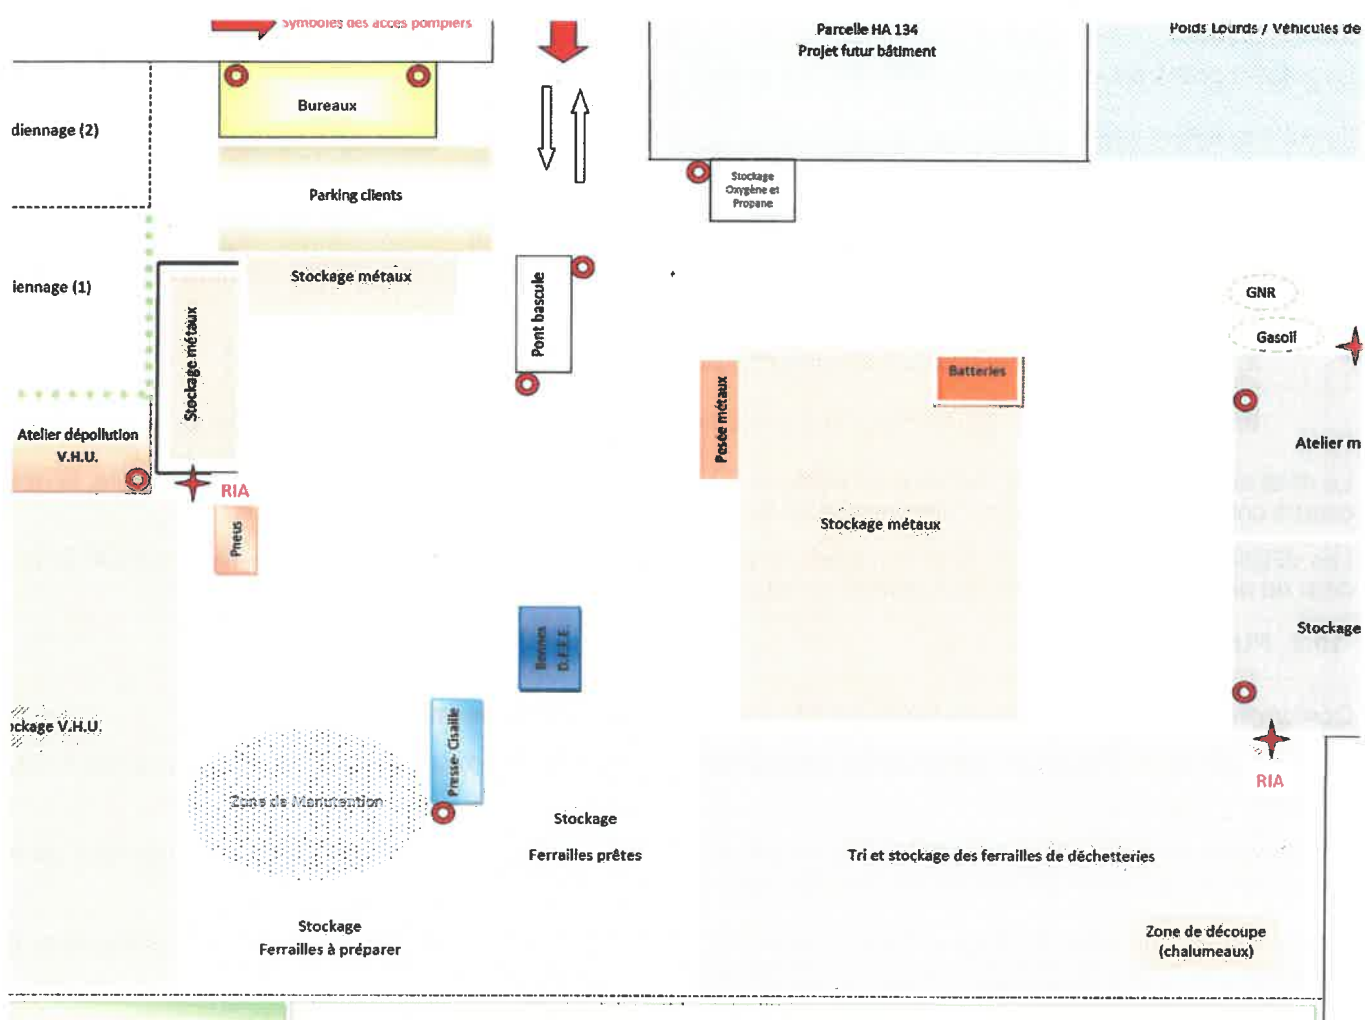 Symboles des accès pompiers
Parcelle HA 134
Projet futur bâtiment
Poids Lourds / Véhicules de
Bureaux
diennage (2)
Parking clients
Stockage
Oxygène et
Propane
Stockage métaux
iennage (1)
Stockage métaux
Pont bascule
GNR
Gasoil
Batteries
Pesée métaux
Atelier dépollution
V.H.U.
Atelier m
RIA
Pneus
Stockage métaux
Bennes
D.E.E.E.
Stockage
ockage V.H.U.
Presse- Cisaille
Zone de Manutention
RIA
Stockage
Ferrailles prêtes
Tri et stockage des ferrailles de déchetteries
Stockage
Ferrailles à préparer
Zone de découpe
(chalumeaux)